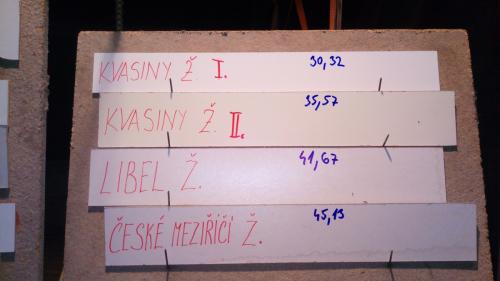 KVASINY Ž I. 30,32
KVASINY Ž. II. 35,57
LIBEL Ž. 41,67
ČESKÉ MEZIŘÍČÍ Ž. 45,13